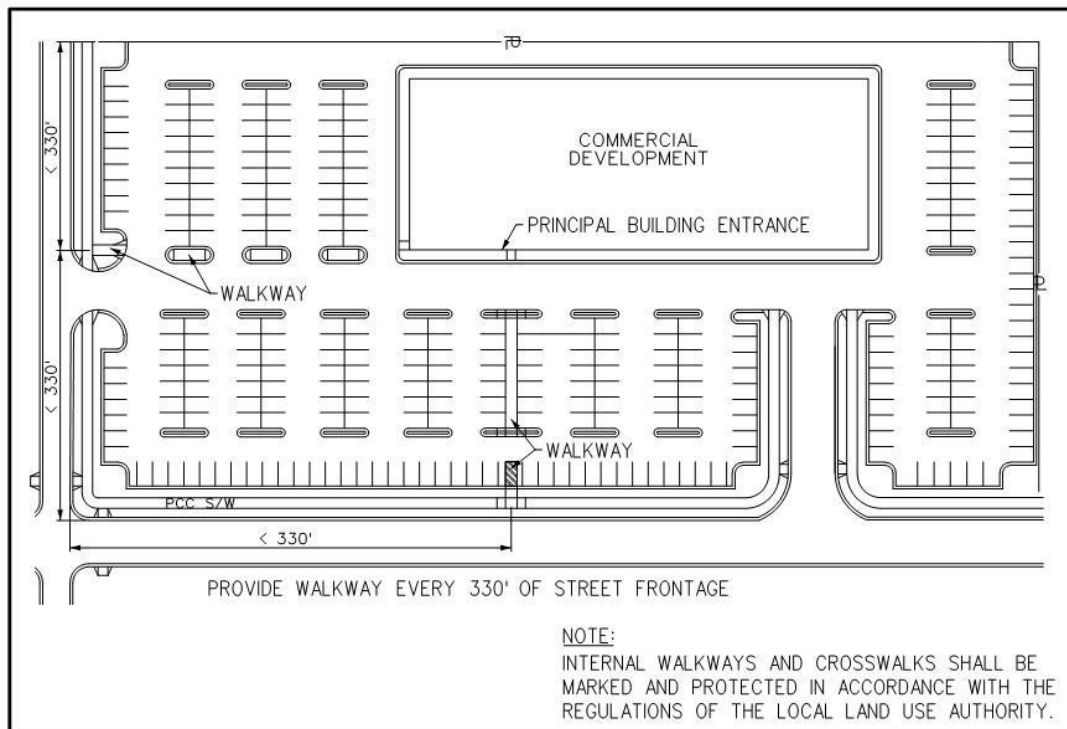 PL
< 330'
COMMERCIAL
DEVELOPMENT
PRINCIPAL BUILDING ENTRANCE
WALKWAY
PL
< 330'
WALKWAY
PCC S/W
< 330'
PROVIDE WALKWAY EVERY 330' OF STREET FRONTAGE
NOTE:
INTERNAL WALKWAYS AND CROSSWALKS SHALL BE
MARKED AND PROTECTED IN ACCORDANCE WITH THE
REGULATIONS OF THE LOCAL LAND USE AUTHORITY.